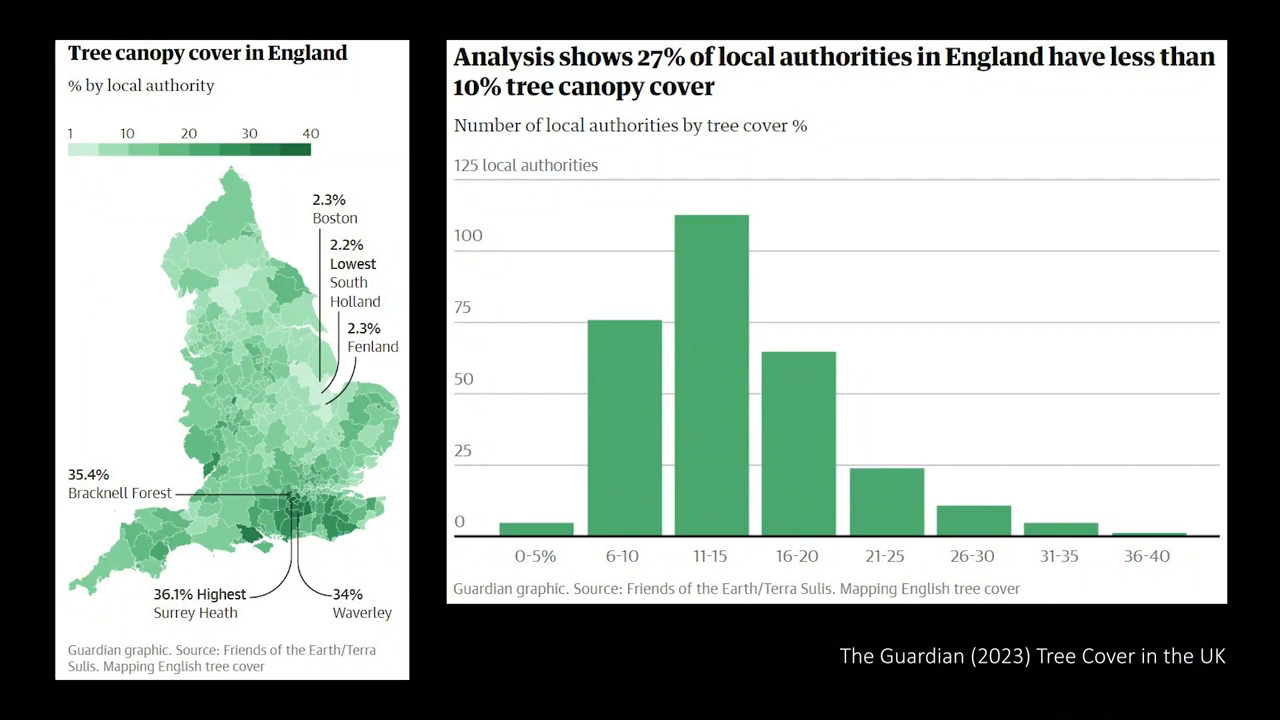 Tree canopy cover in England
% by local authority
1 10 20 30 40
2.3%
Boston
2.2%
Lowest
South
Holland
2.3%
Fenland
35.4%
Bracknell Forest
36.1% Highest
Surrey Heath
34%
Waverley
Guardian graphic. Source: Friends of the Earth/Terra
Sulis. Mapping English tree cover
Analysis shows 27% of local authorities in England have less than
10% tree canopy cover
Number of local authorities by tree cover %
125 local authorities
100
75
50
25
0
0-5% 6-10 11-15 16-20 21-25 26-30 31-35 36-40
Guardian graphic. Source: Friends of the Earth/Terra Sulis. Mapping English tree cover
The Guardian (2023) Tree Cover in the UK